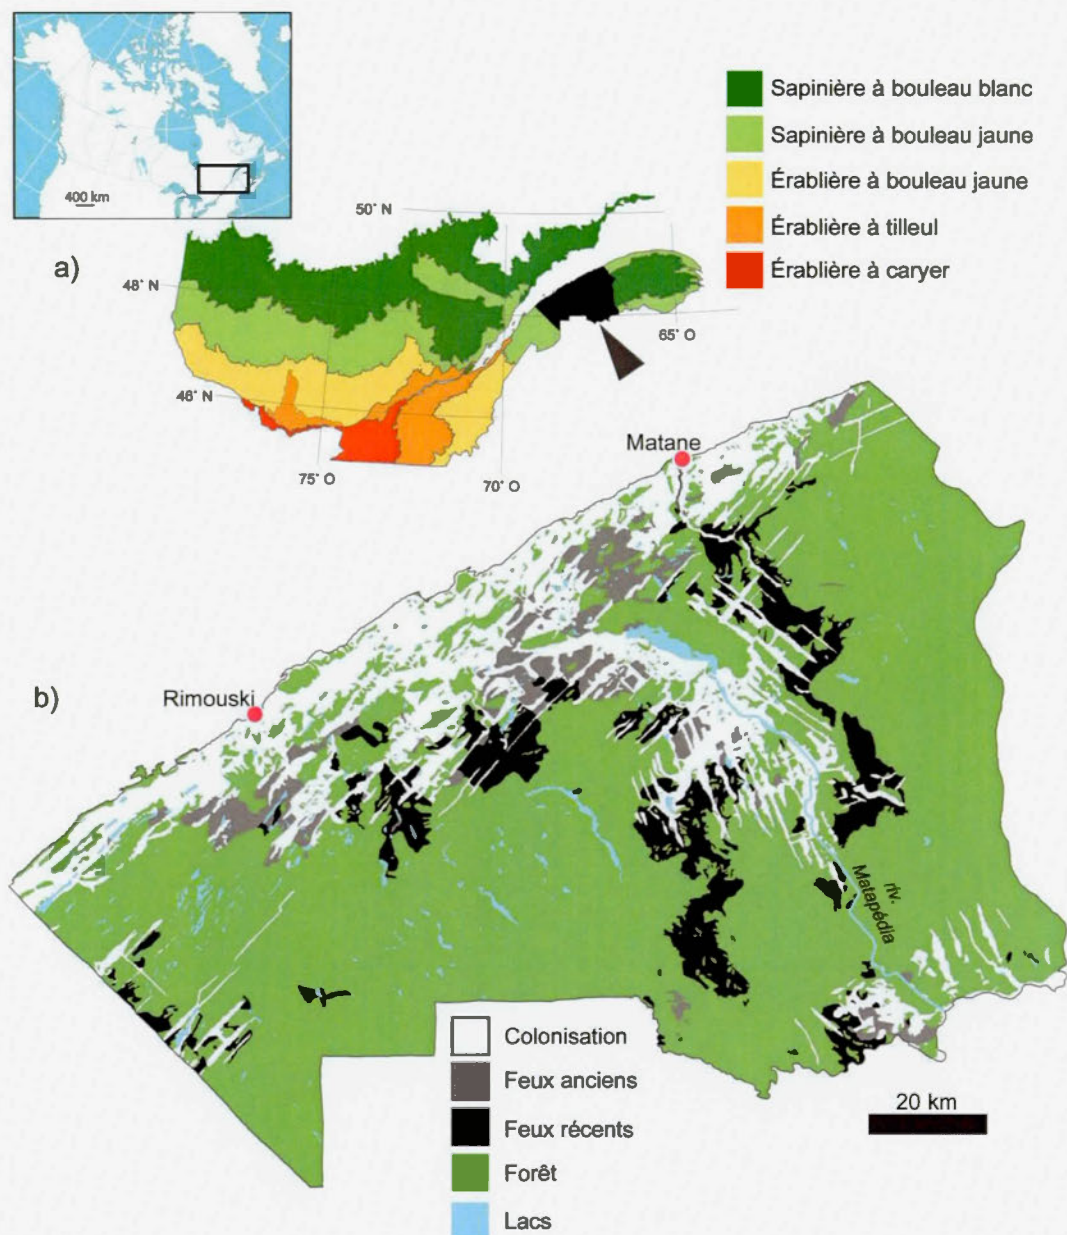 400 km
a)
50° N
48° N
46° N
75° O
70° O
65° O
Sapinière à bouleau blanc
Sapinière à bouleau jaune
Érablière à bouleau jaune
Érablière à tilleul
Érablière à caryer
b)
Matane
Rimouski
riv.
Matapédia
Colonisation
Feux anciens
Feux récents
Forêt
Lacs
20 km